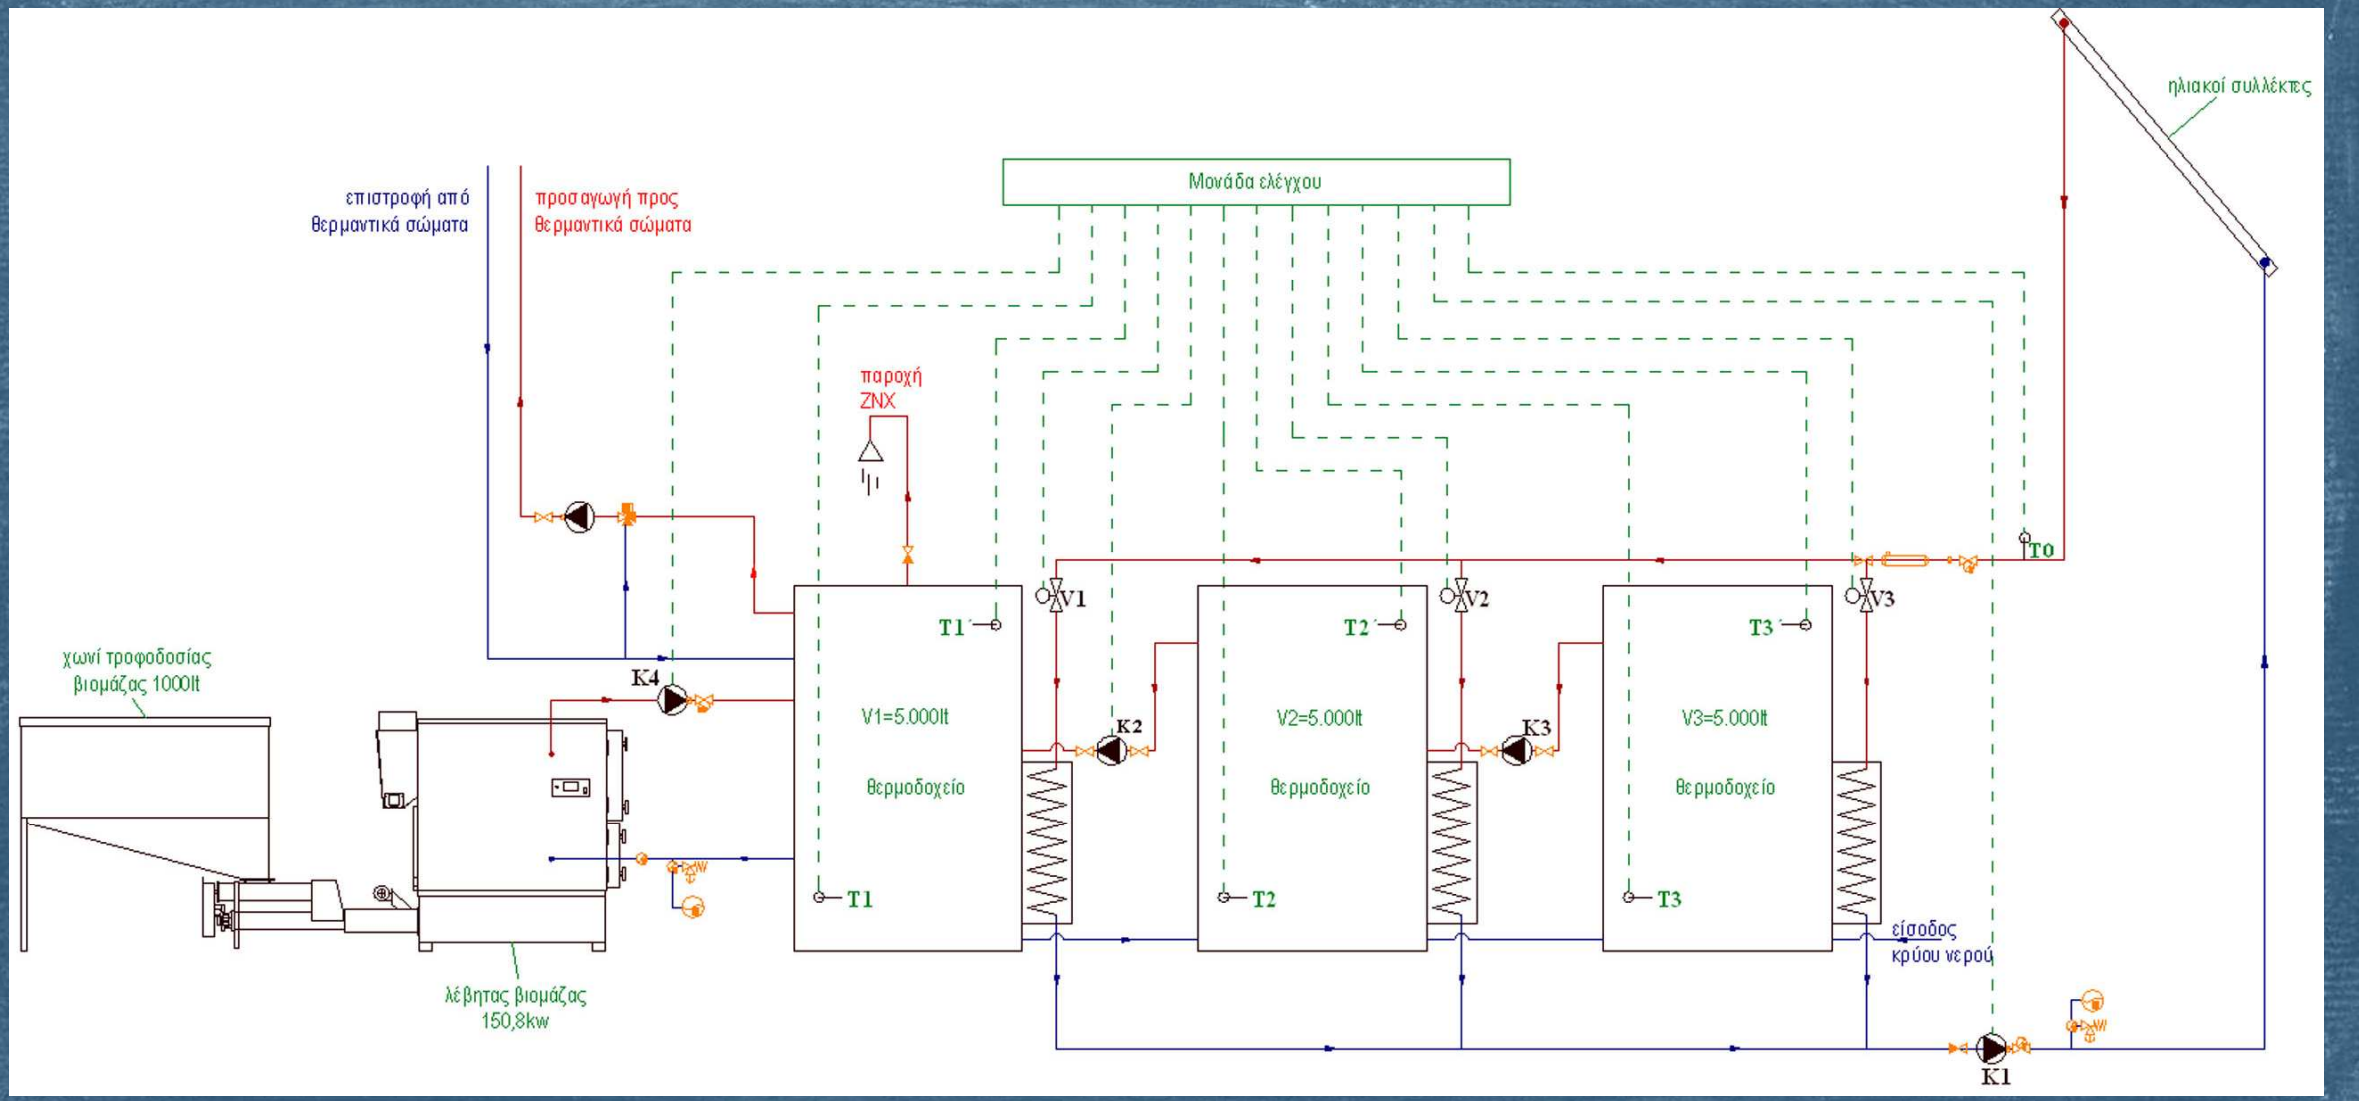 ηλιακοί συλλέκτες
Μονάδα ελέγχου
επιστροφή από
θερμαντικά σώματα
προσαγωγή προς
θερμαντικά σώματα
παροχή
ΖΝΧ
T0
V1
V2
V3
T1΄
T2΄
T3΄
χωνί τροφοδοσίας
βιομάζας 1000lt
K4
K2
K3
V1=5.000lt
V2=5.000lt
V3=5.000lt
θερμοδοχείο
θερμοδοχείο
θερμοδοχείο
T1
T2
T3
είσοδος
κρύου νερού
λέβητας βιομάζας
150,8kw
K1